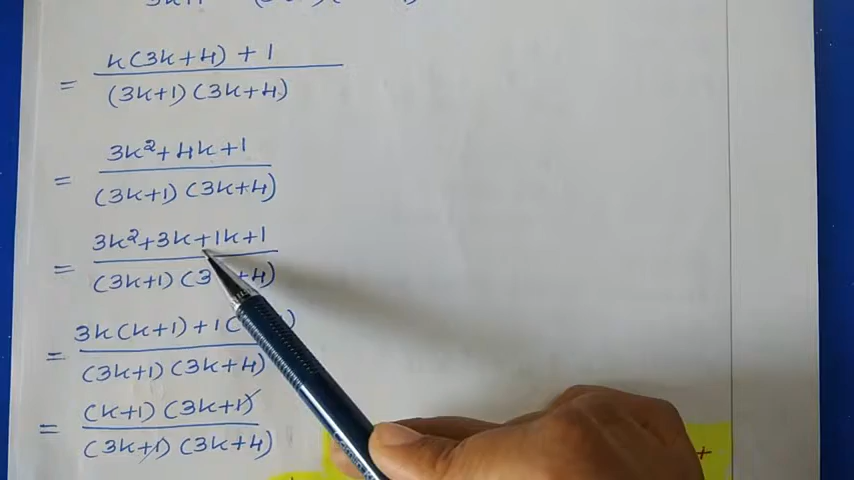 = k(3k+4) + 1 / (3k+1) (3k+4)
= 3k²+4k+1 / (3k+1) (3k+4)
= 3k²+3k+1k+1 / (3k+1) (3k+4)
= 3k(k+1)+1( ) / (3k+1) (3k+4)
= (k+1) (3k+1) / (3k+1) (3k+4)